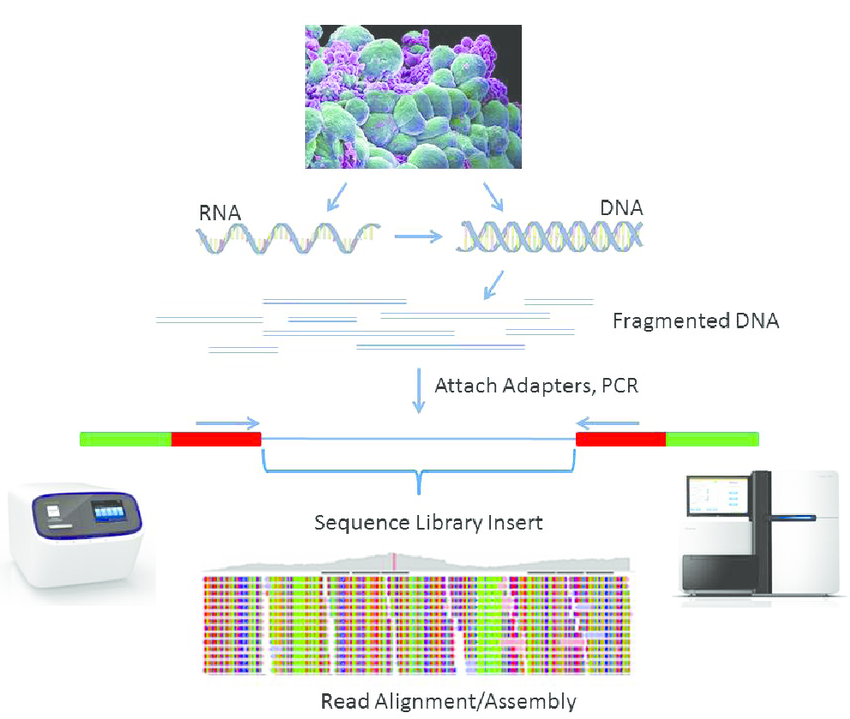 RNA
DNA
Fragmented DNA
Attach Adapters, PCR
Sequence Library Insert
Read Alignment/Assembly